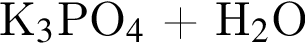 K₃PO₄ + H₂O